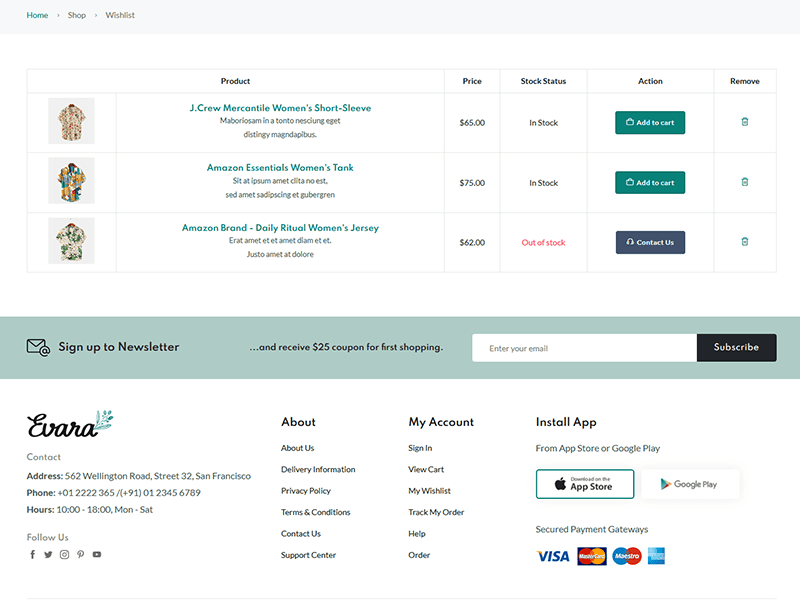 Home > Shop > Wishlist
Product Price Stock Status Action Remove
J.Crew Mercantile Women's Short-Sleeve
Maboriosam in a tonto nesciung eget
distingy magndapibus.
$65.00 In Stock Add to cart
Amazon Essentials Women's Tank
Sit at ipsum amet clita no est,
sed amet sadipscing et gubergren
$75.00 In Stock Add to cart
Amazon Brand - Daily Ritual Women's Jersey
Erat amet et et amet diam et et.
Justo amet at dolore
$62.00 Out of stock Contact Us
Sign up to Newsletter ...and receive $25 coupon for first shopping. Enter your email Subscribe
Evara
Contact
Address: 562 Wellington Road, Street 32, San Francisco
Phone: +01 2222 365 /(+91) 01 2345 6789
Hours: 10:00 - 18:00, Mon - Sat
Follow Us
About
About Us
Delivery Information
Privacy Policy
Terms & Conditions
Contact Us
Support Center
My Account
Sign In
View Cart
My Wishlist
Track My Order
Help
Order
Install App
From App Store or Google Play
Download on the
App Store
Google Play
Secured Payment Gateways
VISA MasterCard Maestro